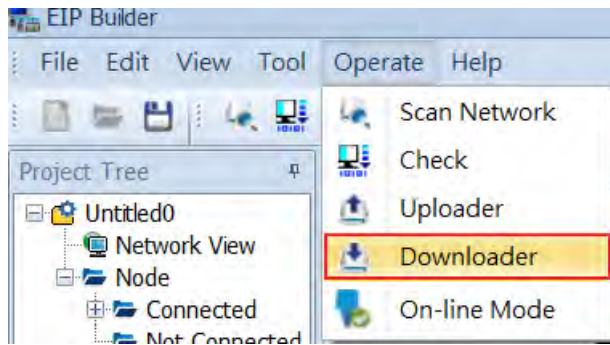 EIP Builder
File Edit View Tool Operate Help
Project Tree
Untitled0
Network View
Node
Connected
Not Connected
Scan Network
Check
Uploader
Downloader
On-line Mode